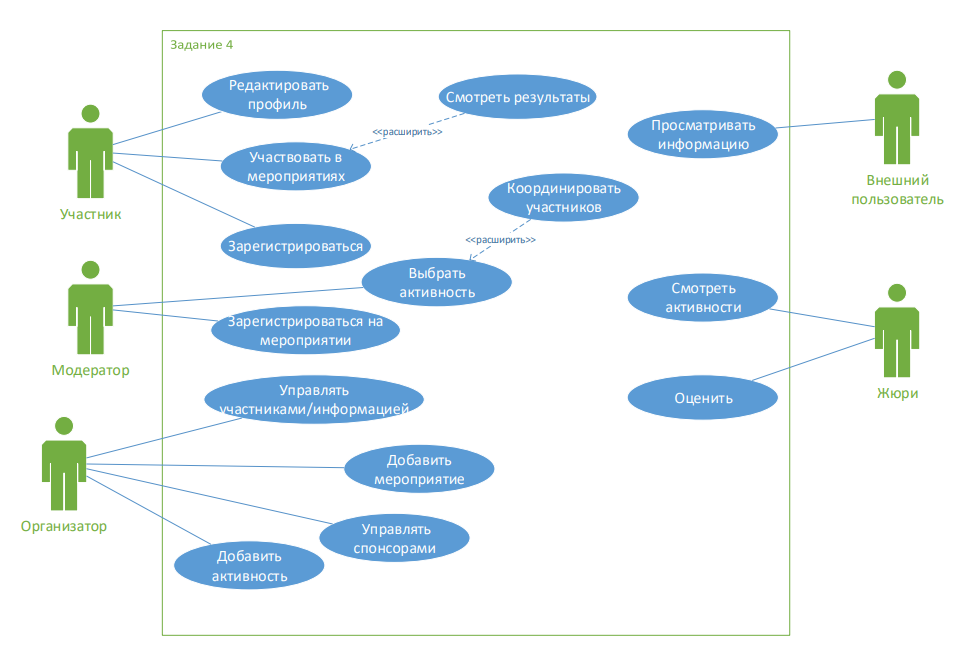 Задание 4
Редактировать
профиль
Смотреть результаты
<<расширить>>
Участвовать в
мероприятиях
Просматривать
информацию
Внешний
пользователь
Участник
Координировать
участников
<<расширить>>
Зарегистрироваться
Выбрать
активность
Смотреть
активности
Зарегистрироваться на
мероприятии
Модератор
Жюри
Управлять
участниками/информацией
Оценить
Добавить
мероприятие
Организатор
Управлять
спонсорами
Добавить
активность